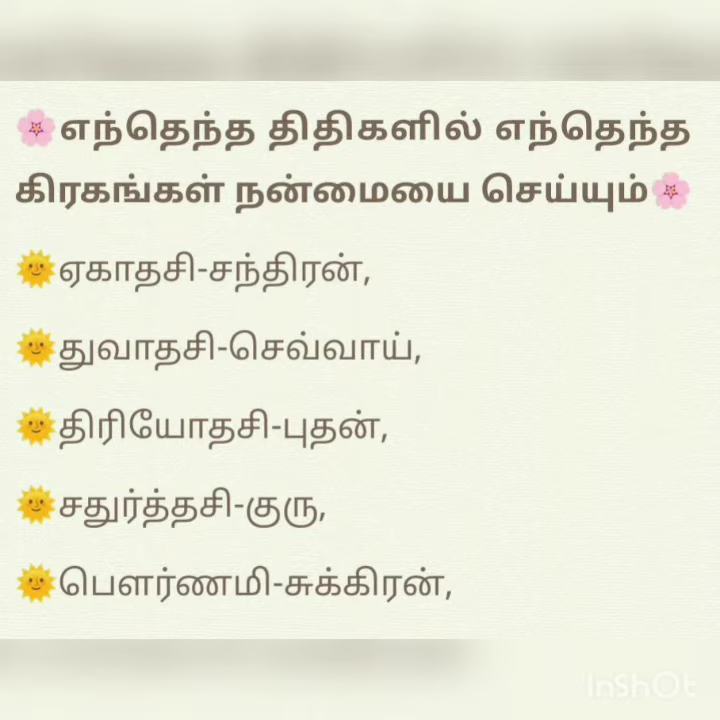 🌸எந்தெந்த திதிகளில் எந்தெந்த
கிரகங்கள் நன்மையை செய்யும்🌸
🌞ஏகாதசி-சந்திரன்,
🌞துவாதசி-செவ்வாய்,
🌞திரியோதசி-புதன்,
🌞சதுர்த்தசி-குரு,
🌞பௌர்ணமி-சுக்கிரன்,
InShOt